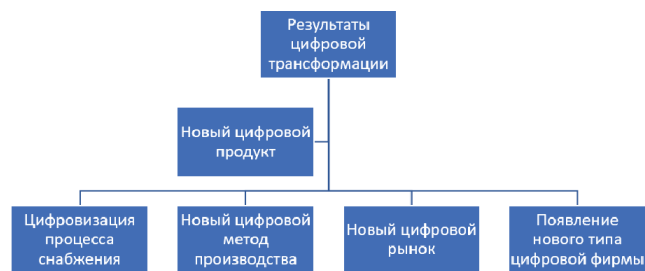 Результаты
цифровой
трансформации
Новый цифровой
продукт
Цифровизация
процесса
снабжения
Новый цифровой
метод
производства
Новый цифровой
рынок
Появление
нового типа
цифровой фирмы